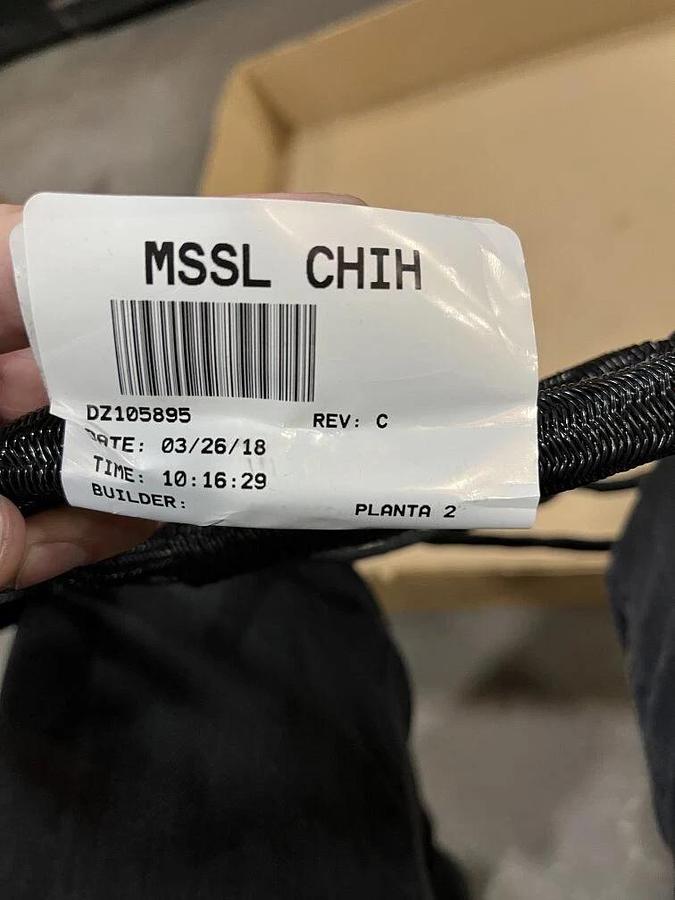 MSSL CHIH
DZ105895 REV: C
DATE: 03/26/18
TIME: 10:16:29
BUILDER: PLANTA 2